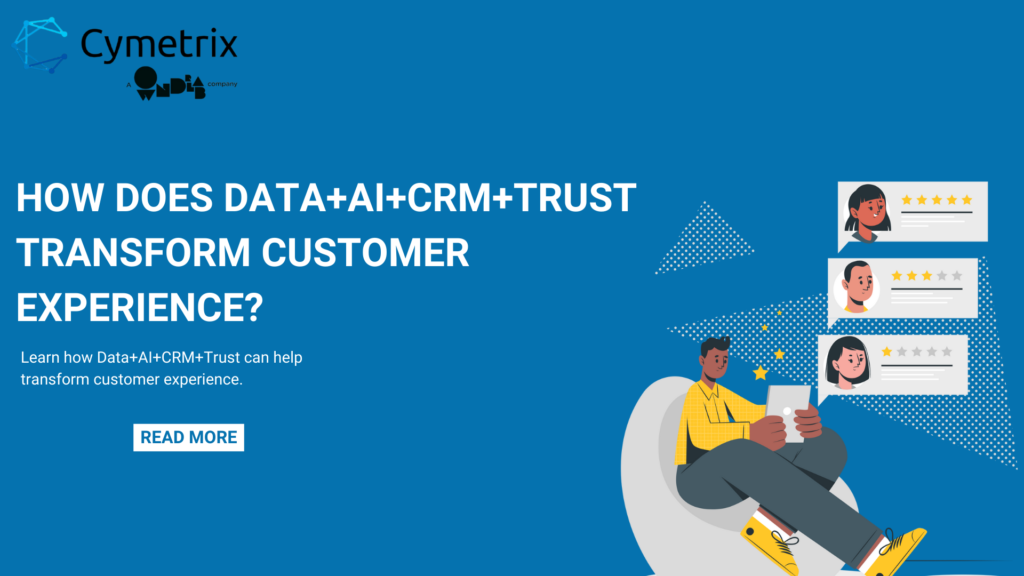 Cymetrix
A OWNDLAB company
HOW DOES DATA+AI+CRM+TRUST
TRANSFORM CUSTOMER
EXPERIENCE?
Learn how Data+AI+CRM+Trust can help
transform customer experience.
READ MORE